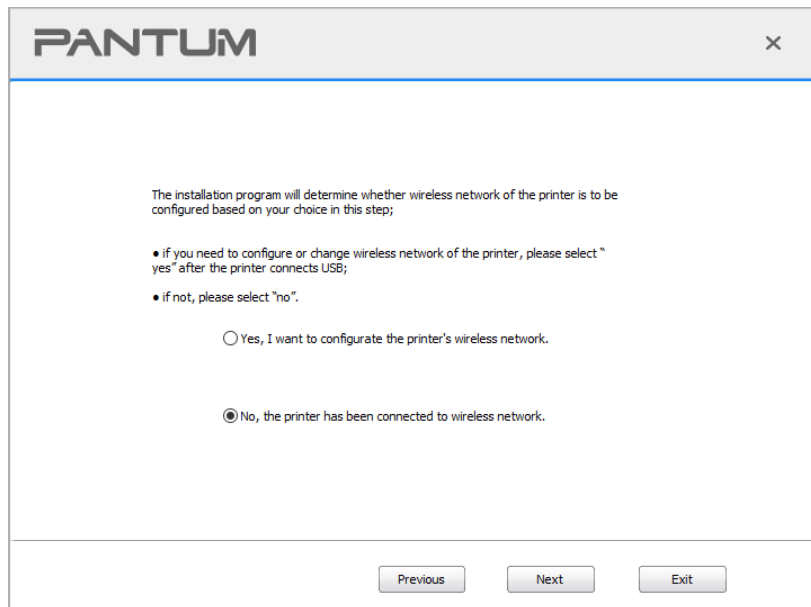 PANTUM
The installation program will determine whether wireless network of the printer is to be
configured based on your choice in this step;
● if you need to configure or change wireless network of the printer, please select “
yes” after the printer connects USB;
● if not, please select “no”.
Yes, I want to configurate the printer's wireless network.
No, the printer has been connected to wireless network.
Previous Next Exit